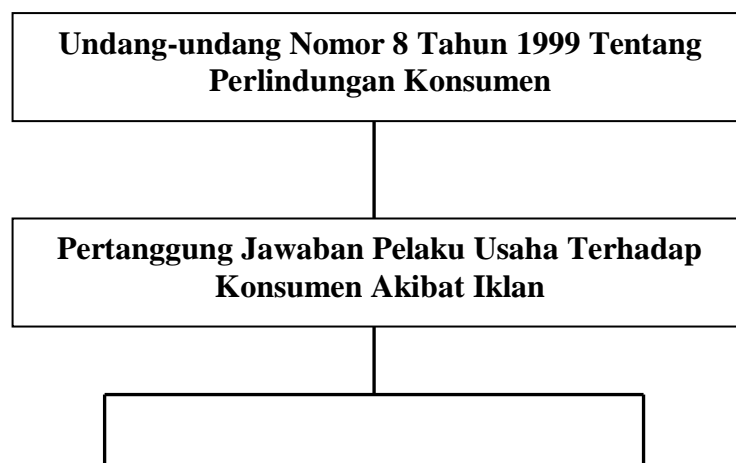 Undang-undang Nomor 8 Tahun 1999 Tentang
Perlindungan Konsumen
Pertanggung Jawaban Pelaku Usaha Terhadap
Konsumen Akibat Iklan